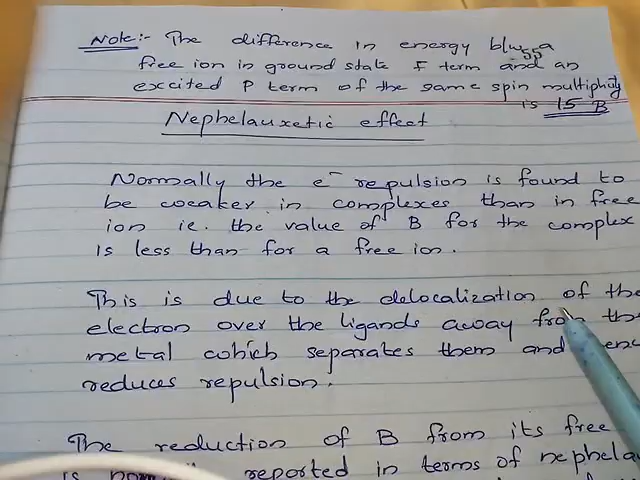 Note:- The difference in energy b/w a
free ion in ground state F term and an
excited P term of the same spin multiplicity
is 15 B
Nephelauxetic effect
Normally the e⁻ repulsion is found to
be weaker in complexes than in free
ion ie. the value of B for the complex
is less than for a free ion.
This is due to the delocalization of the
electron over the ligands away from the
metal which separates them and
reduces repulsion.
The reduction of B from its free
is reported in terms of